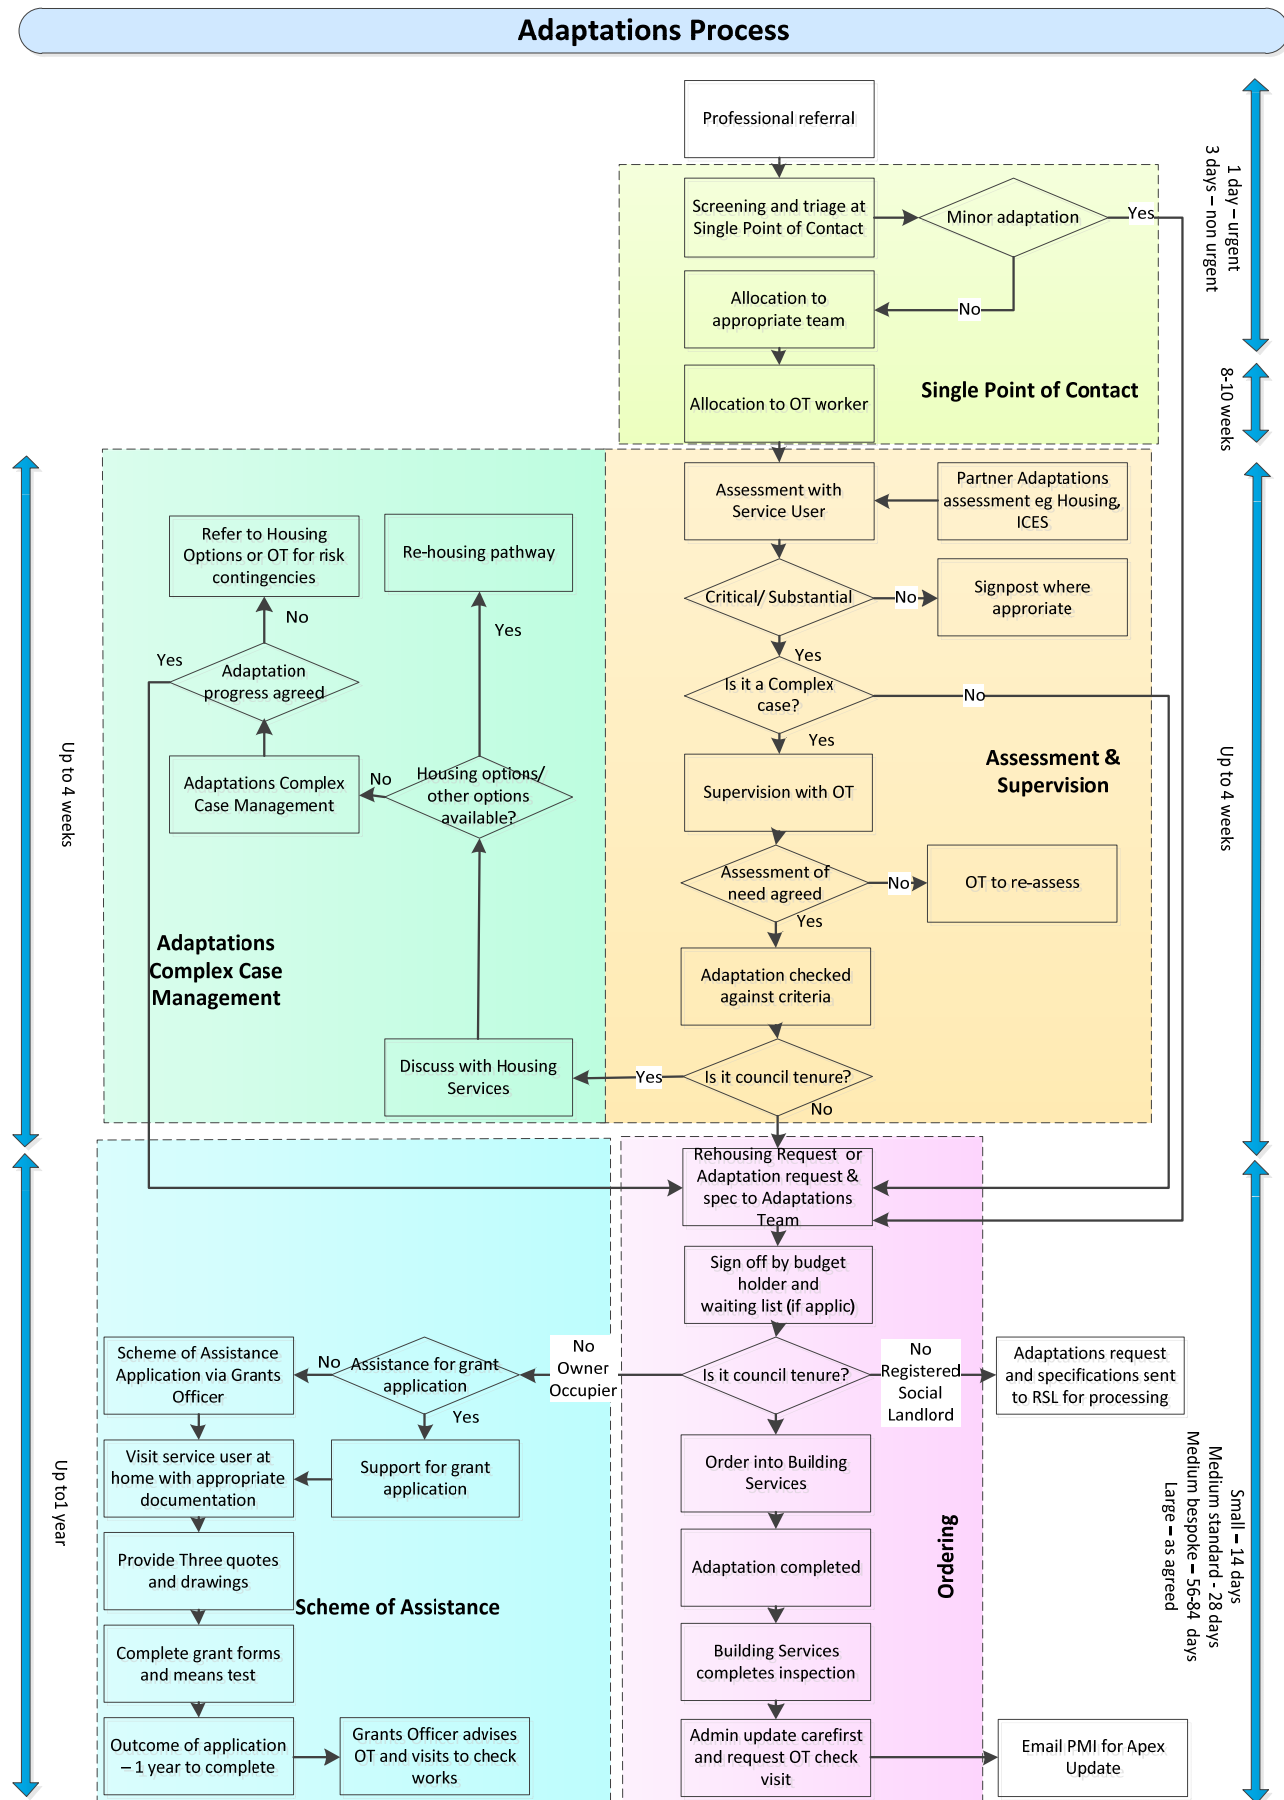 Adaptations Process
Professional referral
1 day – urgent
3 days – non urgent
Screening and triage at
Single Point of Contact
Minor adaptation
Yes
No
Allocation to
appropriate team
Allocation to OT worker
Single Point of Contact
8-10 weeks
Assessment with
Service User
Partner Adaptations
assessment eg Housing,
ICES
Critical/ Substantial
No
Signpost where
approriate
Yes
Is it a Complex
case?
No
Yes
Assessment &
Supervision
Supervision with OT
Up to 4 weeks
Assessment of
need agreed
No
OT to re-assess
Yes
Adaptation checked
against criteria
Is it council tenure?
Yes
No
Refer to Housing
Options or OT for risk
contingencies
Re-housing pathway
No
Yes
Yes
Adaptation
progress agreed
Adaptations Complex
Case Management
No
Housing options/
other options
available?
Up to 4 weeks
Adaptations
Complex Case
Management
Discuss with Housing
Services
Rehousing Request or
Adaptation request &
spec to Adaptations
Team
Sign off by budget
holder and
waiting list (if applic)
Is it council tenure?
No
Owner
Occupier
No
Registered
Social
Landlord
Adaptations request
and specifications sent
to RSL for processing
Order into Building
Services
Adaptation completed
Building Services
completes inspection
Admin update carefirst
and request OT check
visit
Email PMI for Apex
Update
Ordering
Small – 14 days
Medium standard - 28 days
Medium bespoke – 56-84 days
Large – as agreed
Assistance for grant
application
No
Yes
Scheme of Assistance
Application via Grants
Officer
Support for grant
application
Visit service user at
home with appropriate
documentation
Provide Three quotes
and drawings
Scheme of Assistance
Complete grant forms
and means test
Outcome of application
– 1 year to complete
Grants Officer advises
OT and visits to check
works
Up to1 year